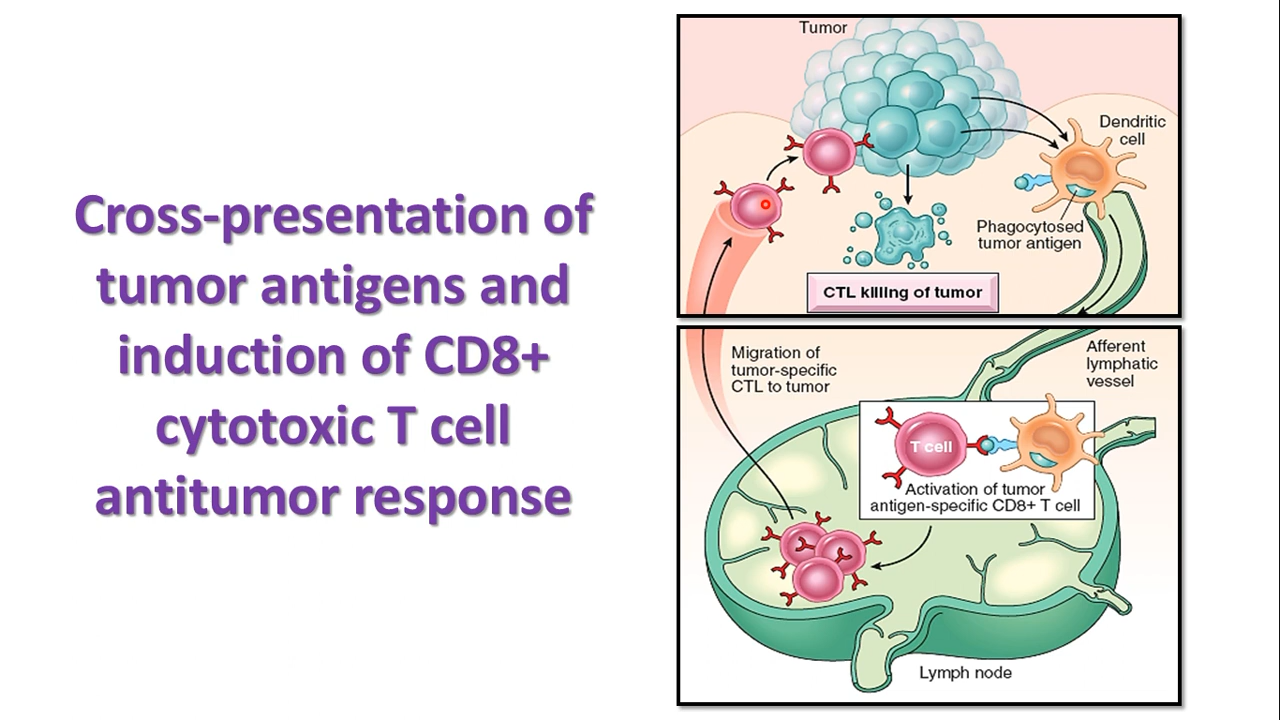 Cross-presentation of
tumor antigens and
induction of CD8+
cytotoxic T cell
antitumor response
Tumor
Dendritic
cell
Phagocytosed
tumor antigen
CTL killing of tumor
Migration of
tumor-specific
CTL to tumor
Afferent
lymphatic
vessel
T cell
Activation of tumor
antigen-specific CD8+ T cell
Lymph node